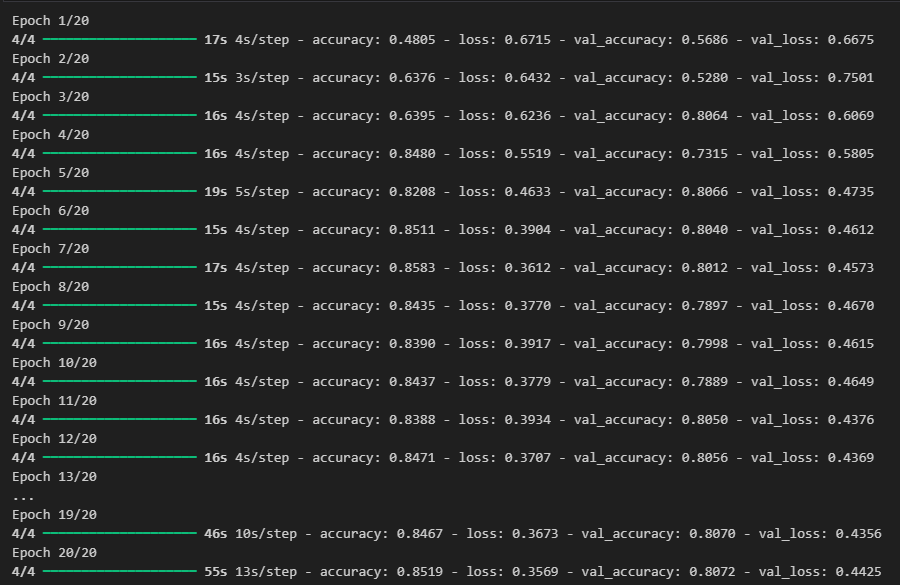 Epoch 1/20
4/4 ━━━━━━━━━━━━━━━━━━━━ 17s 4s/step - accuracy: 0.4805 - loss: 0.6715 - val_accuracy: 0.5686 - val_loss: 0.6675
Epoch 2/20
4/4 ━━━━━━━━━━━━━━━━━━━━ 15s 3s/step - accuracy: 0.6376 - loss: 0.6432 - val_accuracy: 0.5280 - val_loss: 0.7501
Epoch 3/20
4/4 ━━━━━━━━━━━━━━━━━━━━ 16s 4s/step - accuracy: 0.6395 - loss: 0.6236 - val_accuracy: 0.8064 - val_loss: 0.6069
Epoch 4/20
4/4 ━━━━━━━━━━━━━━━━━━━━ 16s 4s/step - accuracy: 0.8480 - loss: 0.5519 - val_accuracy: 0.7315 - val_loss: 0.5805
Epoch 5/20
4/4 ━━━━━━━━━━━━━━━━━━━━ 19s 5s/step - accuracy: 0.8208 - loss: 0.4633 - val_accuracy: 0.8066 - val_loss: 0.4735
Epoch 6/20
4/4 ━━━━━━━━━━━━━━━━━━━━ 15s 4s/step - accuracy: 0.8511 - loss: 0.3904 - val_accuracy: 0.8040 - val_loss: 0.4612
Epoch 7/20
4/4 ━━━━━━━━━━━━━━━━━━━━ 17s 4s/step - accuracy: 0.8583 - loss: 0.3612 - val_accuracy: 0.8012 - val_loss: 0.4573
Epoch 8/20
4/4 ━━━━━━━━━━━━━━━━━━━━ 15s 4s/step - accuracy: 0.8435 - loss: 0.3770 - val_accuracy: 0.7897 - val_loss: 0.4670
Epoch 9/20
4/4 ━━━━━━━━━━━━━━━━━━━━ 16s 4s/step - accuracy: 0.8390 - loss: 0.3917 - val_accuracy: 0.7998 - val_loss: 0.4615
Epoch 10/20
4/4 ━━━━━━━━━━━━━━━━━━━━ 16s 4s/step - accuracy: 0.8437 - loss: 0.3779 - val_accuracy: 0.7889 - val_loss: 0.4649
Epoch 11/20
4/4 ━━━━━━━━━━━━━━━━━━━━ 16s 4s/step - accuracy: 0.8388 - loss: 0.3934 - val_accuracy: 0.8050 - val_loss: 0.4376
Epoch 12/20
4/4 ━━━━━━━━━━━━━━━━━━━━ 16s 4s/step - accuracy: 0.8471 - loss: 0.3707 - val_accuracy: 0.8056 - val_loss: 0.4369
Epoch 13/20
...
Epoch 19/20
4/4 ━━━━━━━━━━━━━━━━━━━━ 46s 10s/step - accuracy: 0.8467 - loss: 0.3673 - val_accuracy: 0.8070 - val_loss: 0.4356
Epoch 20/20
4/4 ━━━━━━━━━━━━━━━━━━━━ 55s 13s/step - accuracy: 0.8519 - loss: 0.3569 - val_accuracy: 0.8072 - val_loss: 0.4425